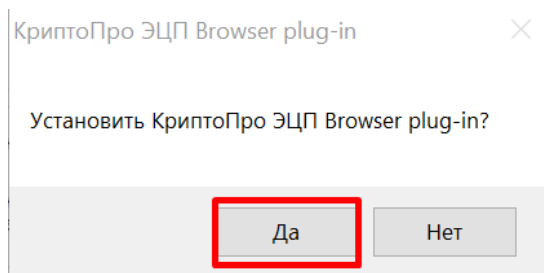 КриптоПро ЭЦП Browser plug-in
Установить КриптоПро ЭЦП Browser plug-in?
Да
Нет